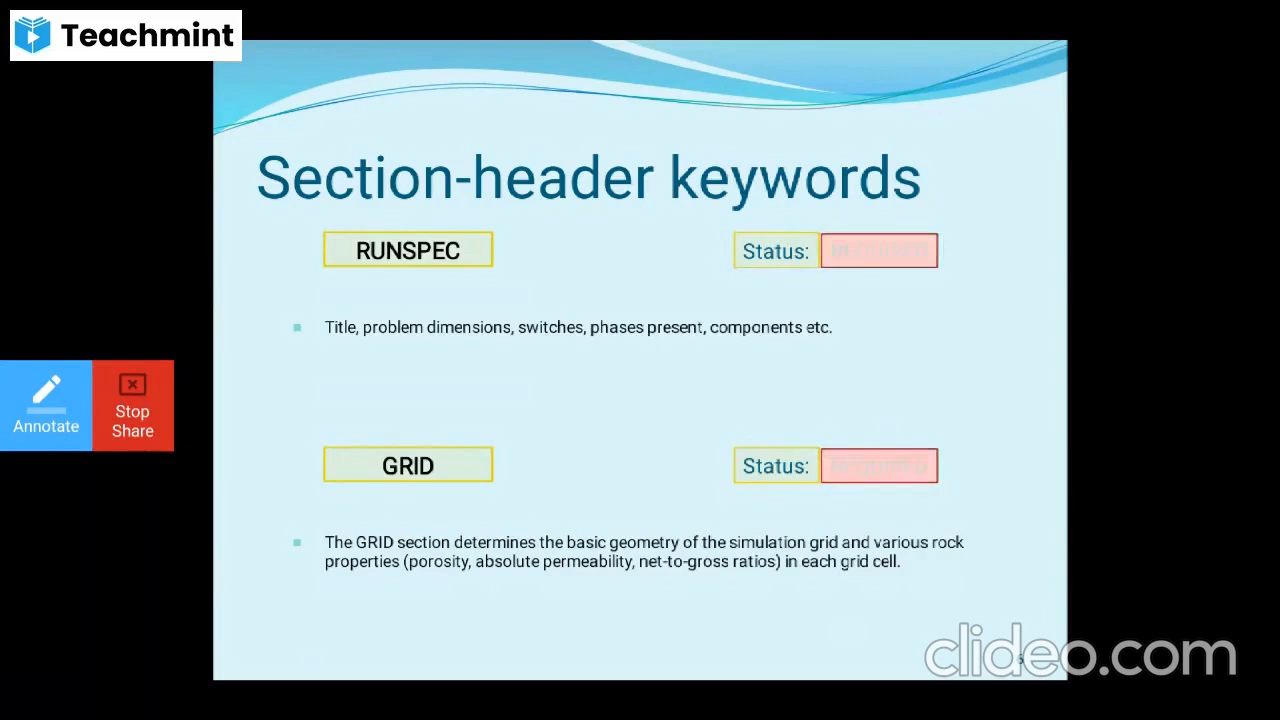 Teachmint
Section-header keywords
RUNSPEC
Status:
Title, problem dimensions, switches, phases present, components etc.
Annotate
Stop
Share
GRID
Status:
The GRID section determines the basic geometry of the simulation grid and various rock
properties (porosity, absolute permeability, net-to-gross ratios) in each grid cell.
clideo.com